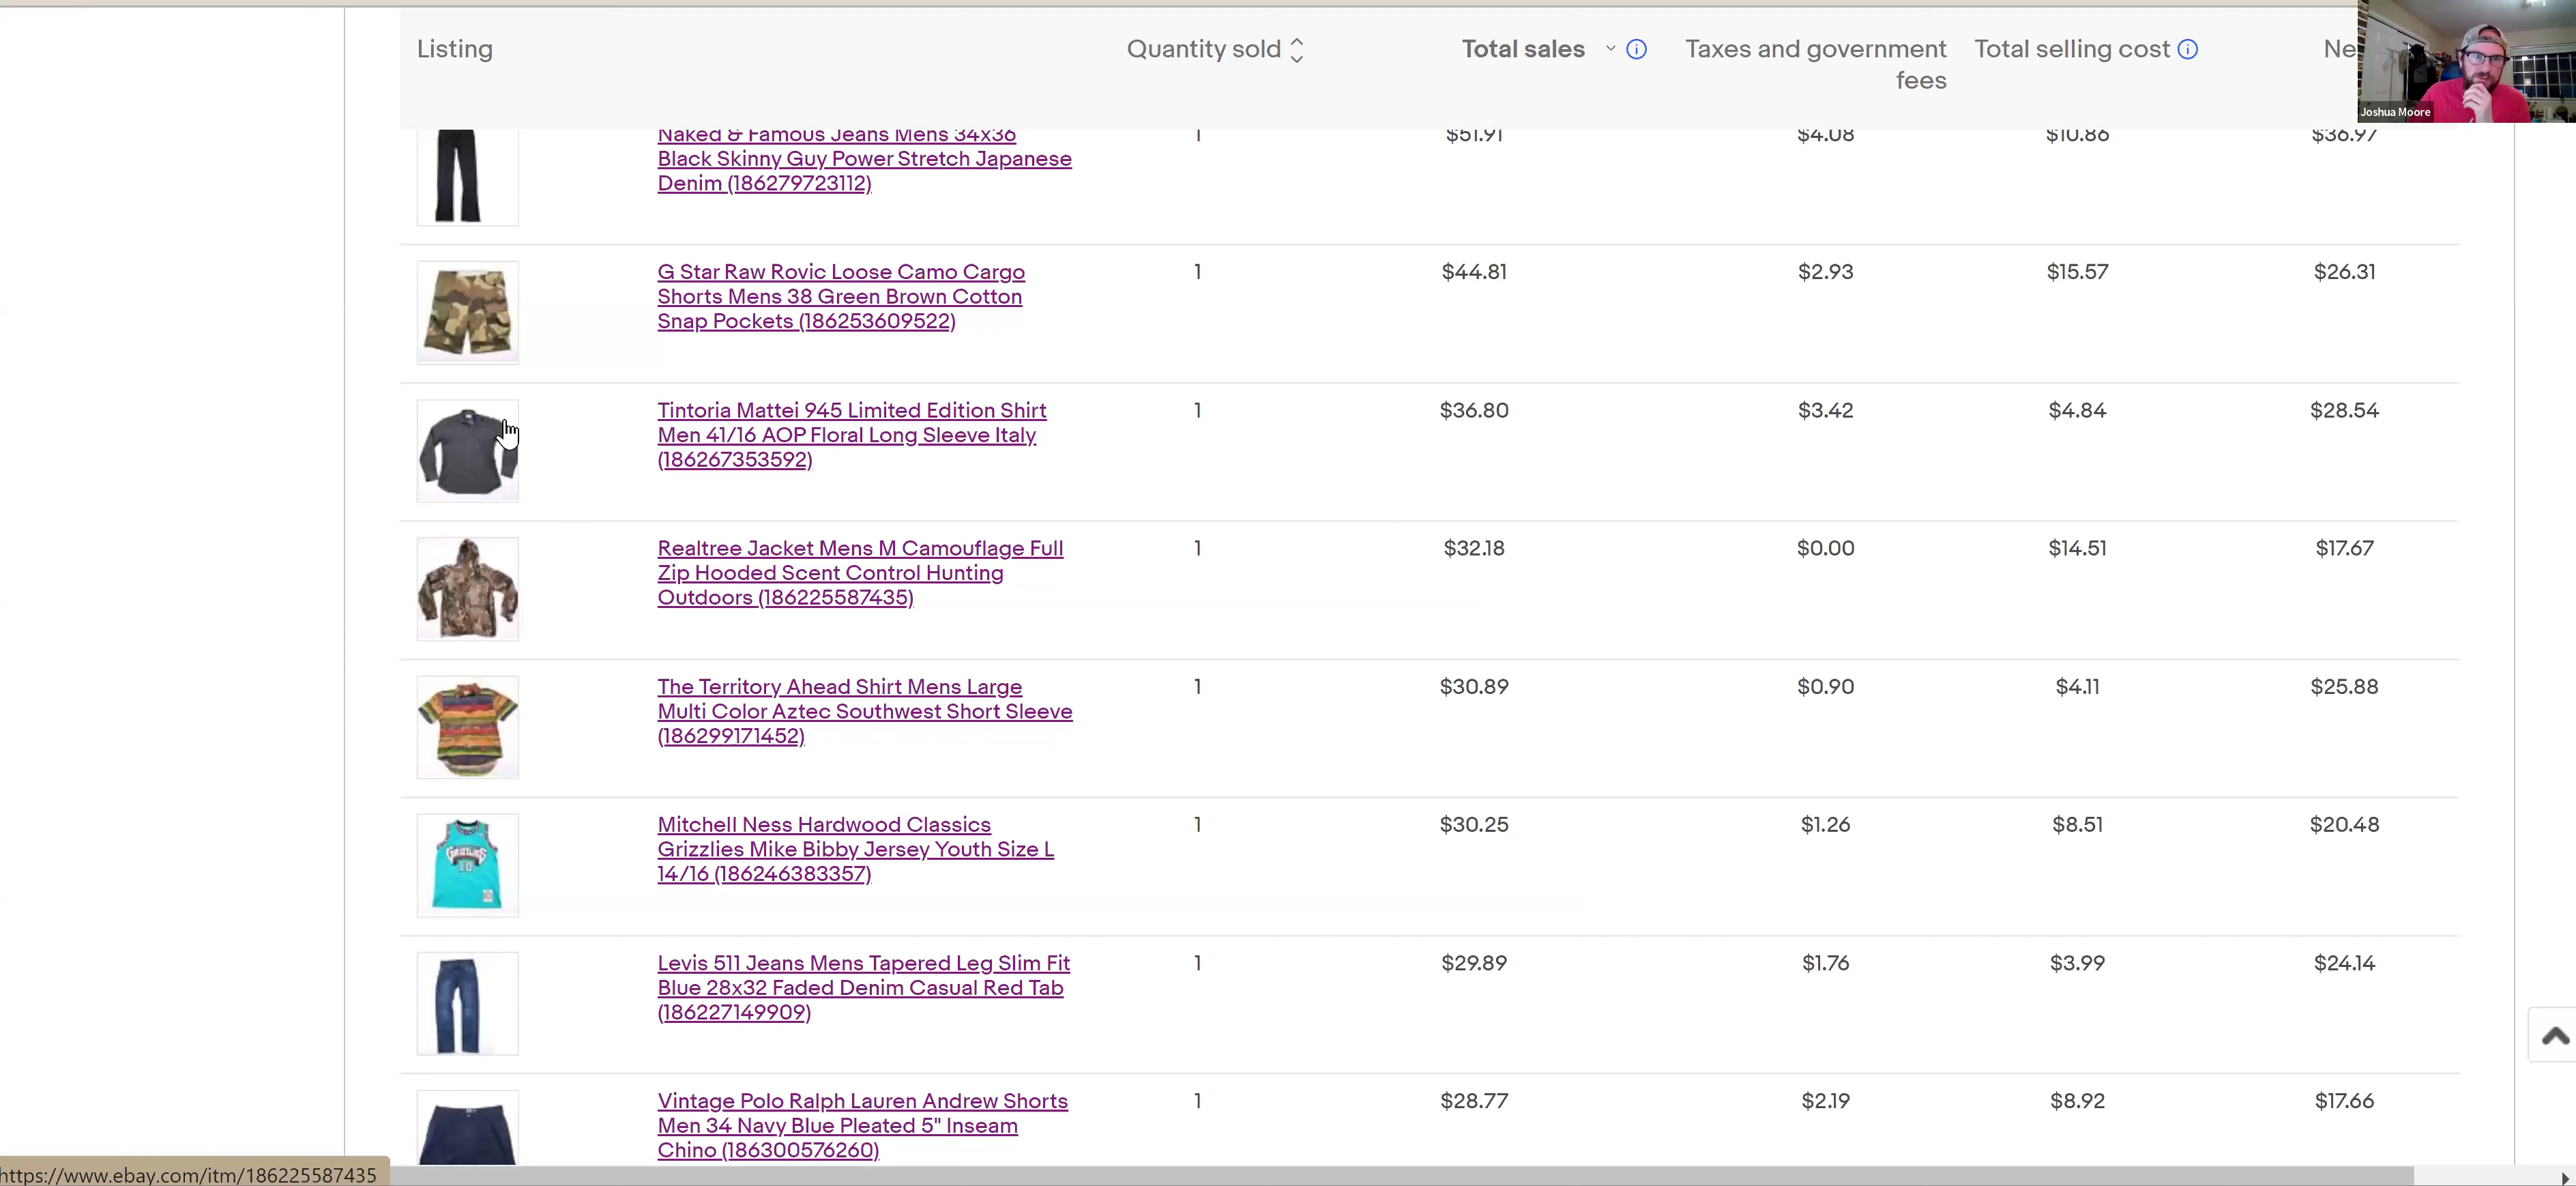 Listing
Quantity sold
Total sales
Taxes and government
fees
Total selling cost
Ne
Joshua Moore
Naked & Famous Jeans Mens 34x36
Black Skinny Guy Power Stretch Japanese
Denim (186279723112)
1
$51.91
$4.08
$10.86
$36.97
G Star Raw Rovic Loose Camo Cargo
Shorts Mens 38 Green Brown Cotton
Snap Pockets (186253609522)
1
$44.81
$2.93
$15.57
$26.31
Tintoria Mattei 945 Limited Edition Shirt
Men 41/16 AOP Floral Long Sleeve Italy
(186267353592)
1
$36.80
$3.42
$4.84
$28.54
Realtree Jacket Mens M Camouflage Full
Zip Hooded Scent Control Hunting
Outdoors (186225587435)
1
$32.18
$0.00
$14.51
$17.67
The Territory Ahead Shirt Mens Large
Multi Color Aztec Southwest Short Sleeve
(186299171452)
1
$30.89
$0.90
$4.11
$25.88
Mitchell Ness Hardwood Classics
Grizzlies Mike Bibby Jersey Youth Size L
14/16 (186246383357)
1
$30.25
$1.26
$8.51
$20.48
Levis 511 Jeans Mens Tapered Leg Slim Fit
Blue 28x32 Faded Denim Casual Red Tab
(186227149909)
1
$29.89
$1.76
$3.99
$24.14
Vintage Polo Ralph Lauren Andrew Shorts
Men 34 Navy Blue Pleated 5" Inseam
Chino (186300576260)
1
$28.77
$2.19
$8.92
$17.66
https://www.ebay.com/itm/186225587435